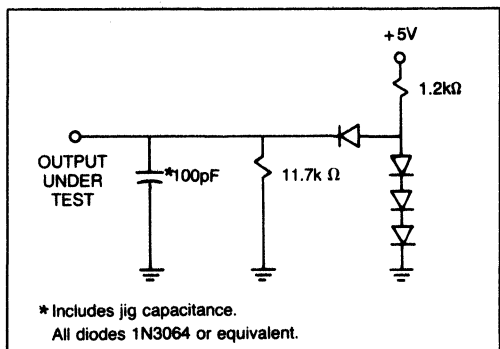 +5V
1.2kΩ
OUTPUT
UNDER
TEST
*100pF
11.7k Ω
* Includes jig capacitance.
All diodes 1N3064 or equivalent.